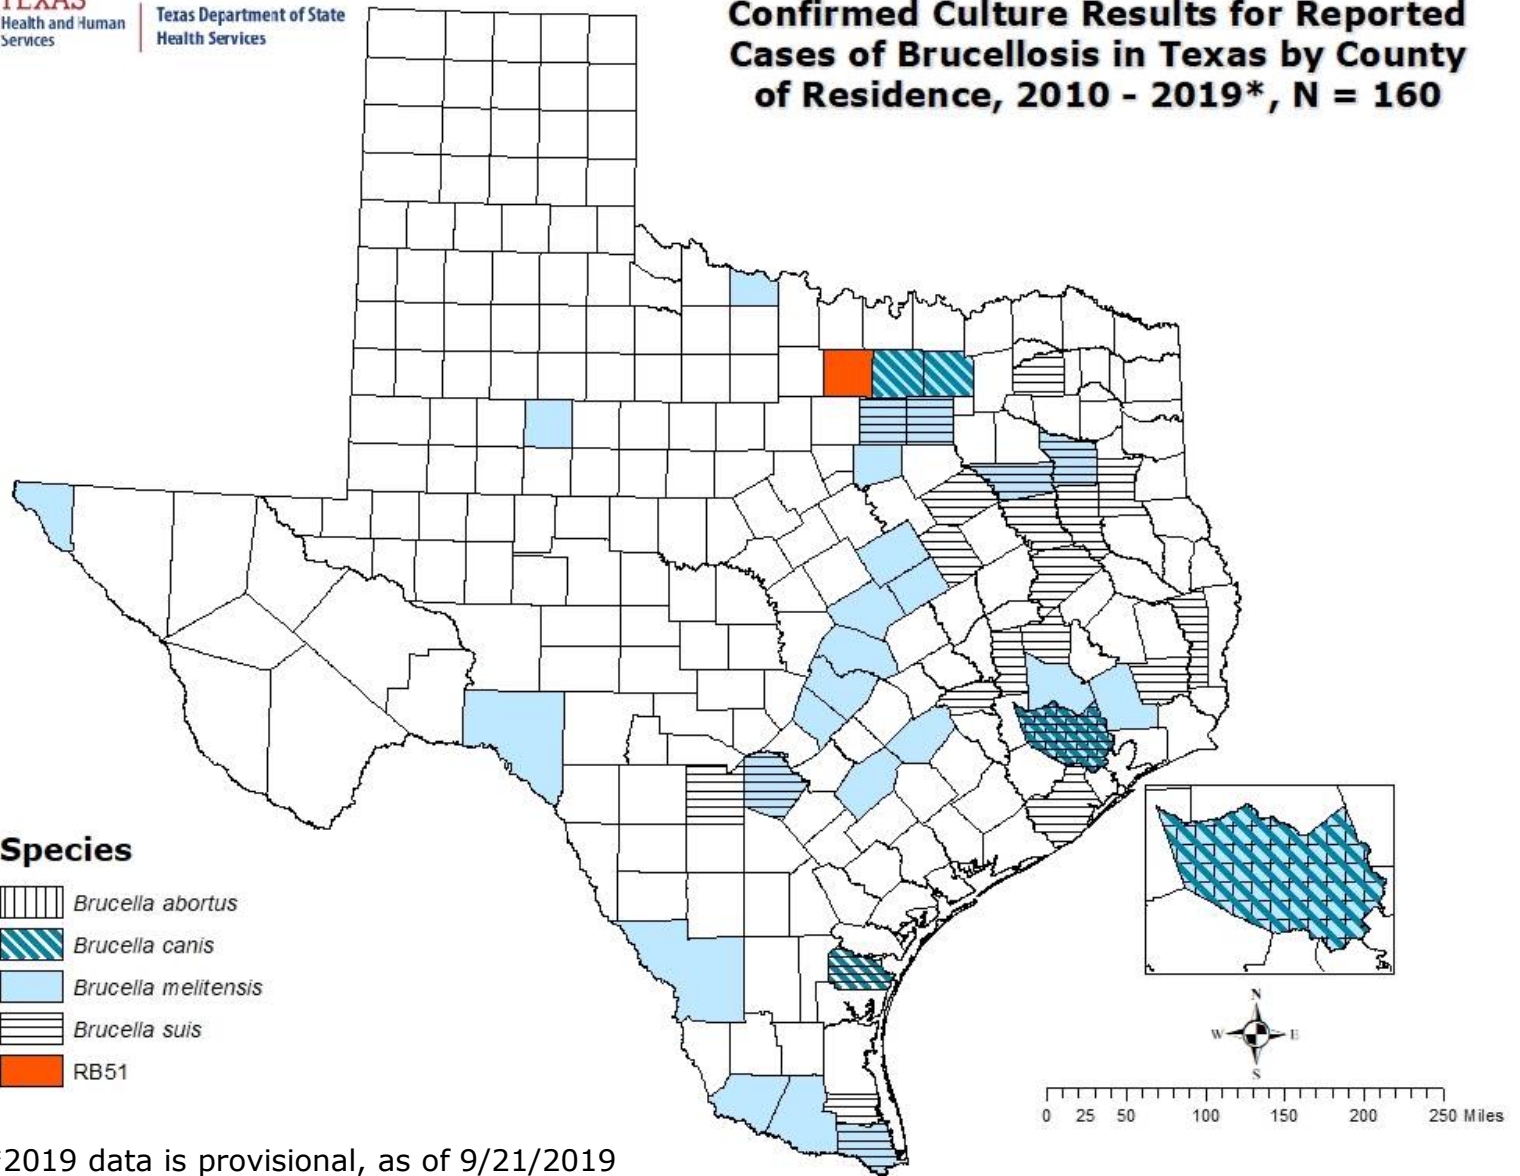 TEXAS
Health and Human
Services
Texas Department of State
Health Services
Confirmed Culture Results for Reported
Cases of Brucellosis in Texas by County
of Residence, 2010 - 2019*, N = 160
Species
Brucella abortus
Brucella canis
Brucella melitensis
Brucella suis
RB51
N
W E
S
0 25 50 100 150 200 250 Miles
*2019 data is provisional, as of 9/21/2019